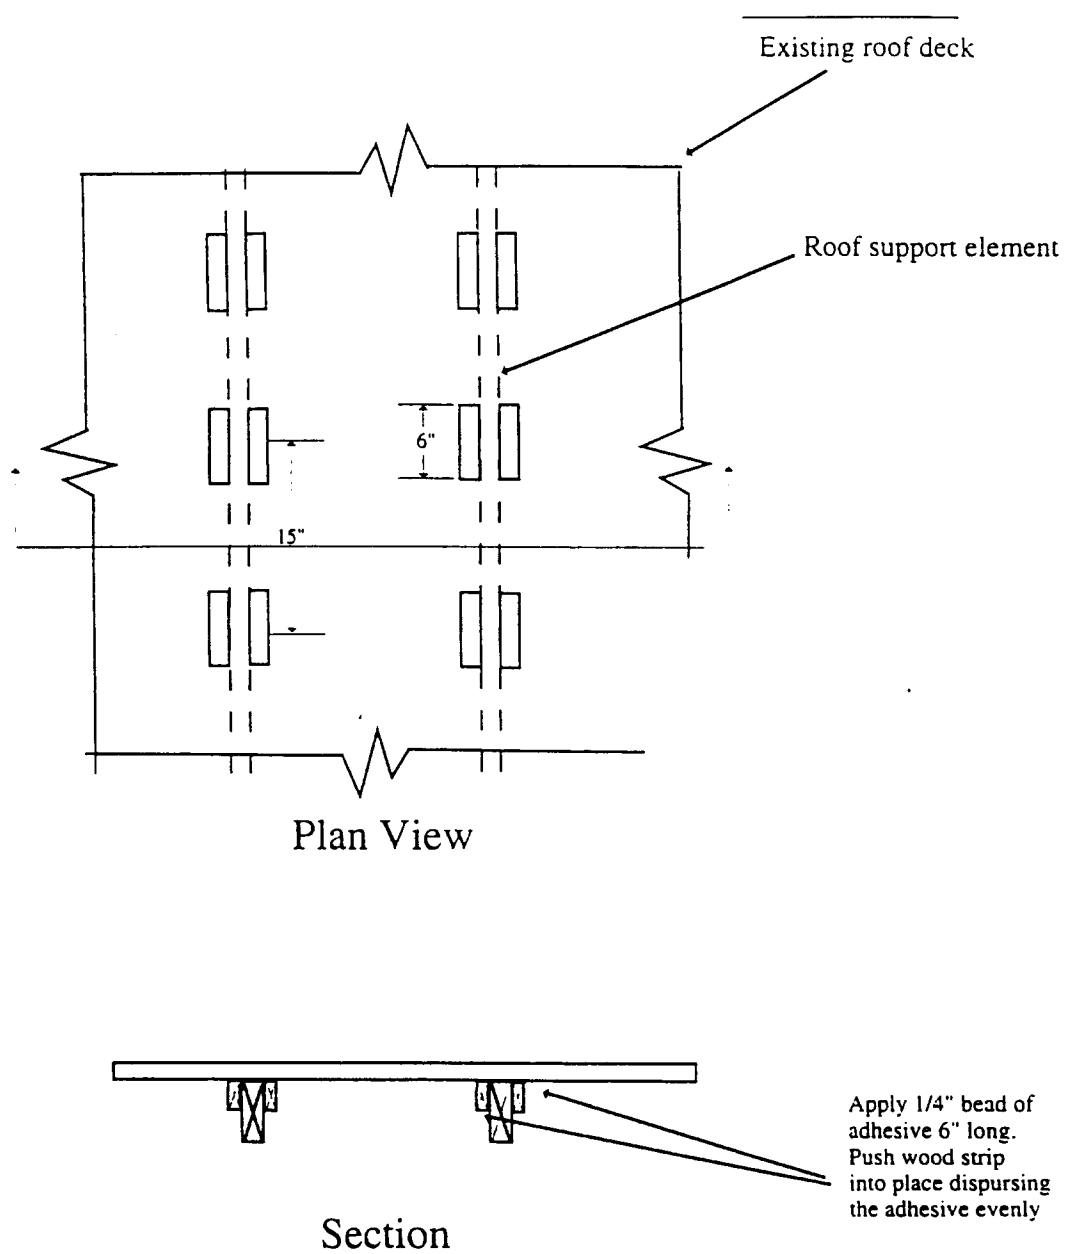 Existing roof deck
Roof support element
6"
15"
Plan View
Apply 1/4" bead of
adhesive 6" long.
Push wood strip
into place dispursing
the adhesive evenly
Section